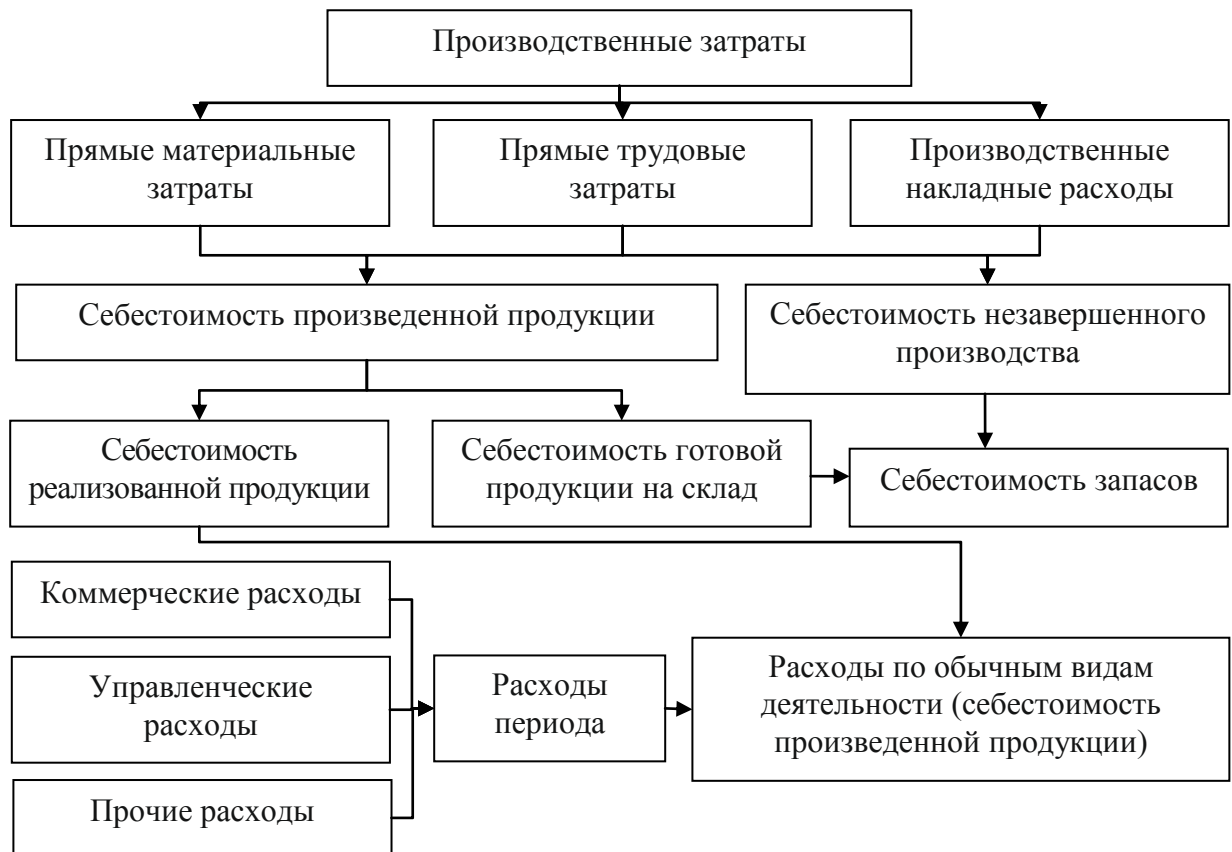 Производственные затраты
Прямые материальные
затраты
Прямые трудовые
затраты
Производственные
накладные расходы
Себестоимость произведенной продукции
Себестоимость незавершенного
производства
Себестоимость
реализованной продукции
Себестоимость готовой
продукции на склад
Себестоимость запасов
Коммерческие расходы
Управленческие
расходы
Прочие расходы
Расходы
периода
Расходы по обычным видам
деятельности (себестоимость
произведенной продукции)